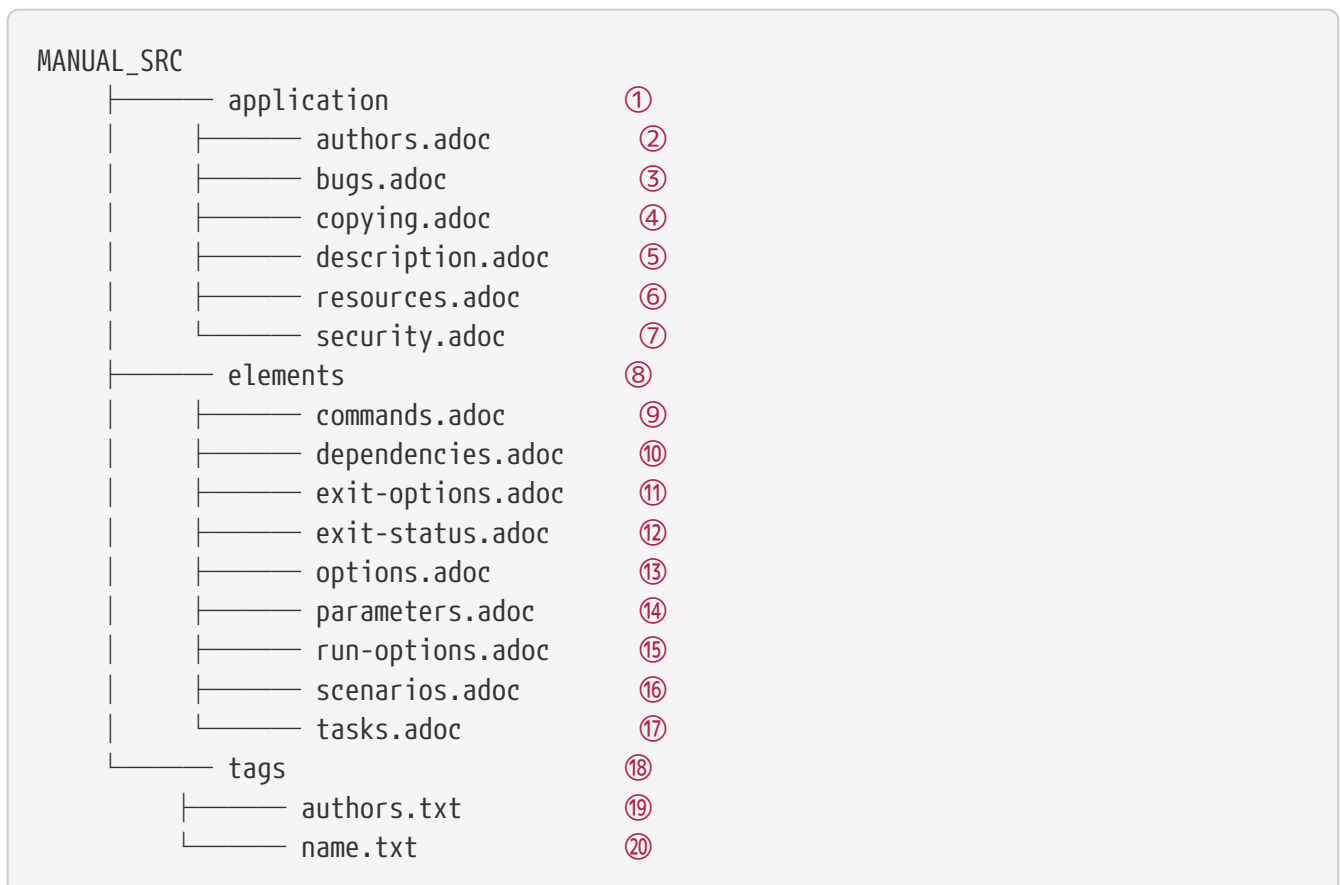 MANUAL_SRC
├────── application ①
│ ├────── authors.adoc ②
│ ├────── bugs.adoc ③
│ ├────── copying.adoc ④
│ ├────── description.adoc ⑤
│ ├────── resources.adoc ⑥
│ └────── security.adoc ⑦
├────── elements ⑧
│ ├────── commands.adoc ⑨
│ ├────── dependencies.adoc ⑩
│ ├────── exit-options.adoc ⑪
│ ├────── exit-status.adoc ⑫
│ ├────── options.adoc ⑬
│ ├────── parameters.adoc ⑭
│ ├────── run-options.adoc ⑮
│ ├────── scenarios.adoc ⑯
│ └────── tasks.adoc ⑰
└────── tags ⑱
├────── authors.txt ⑲
└────── name.txt ⑳